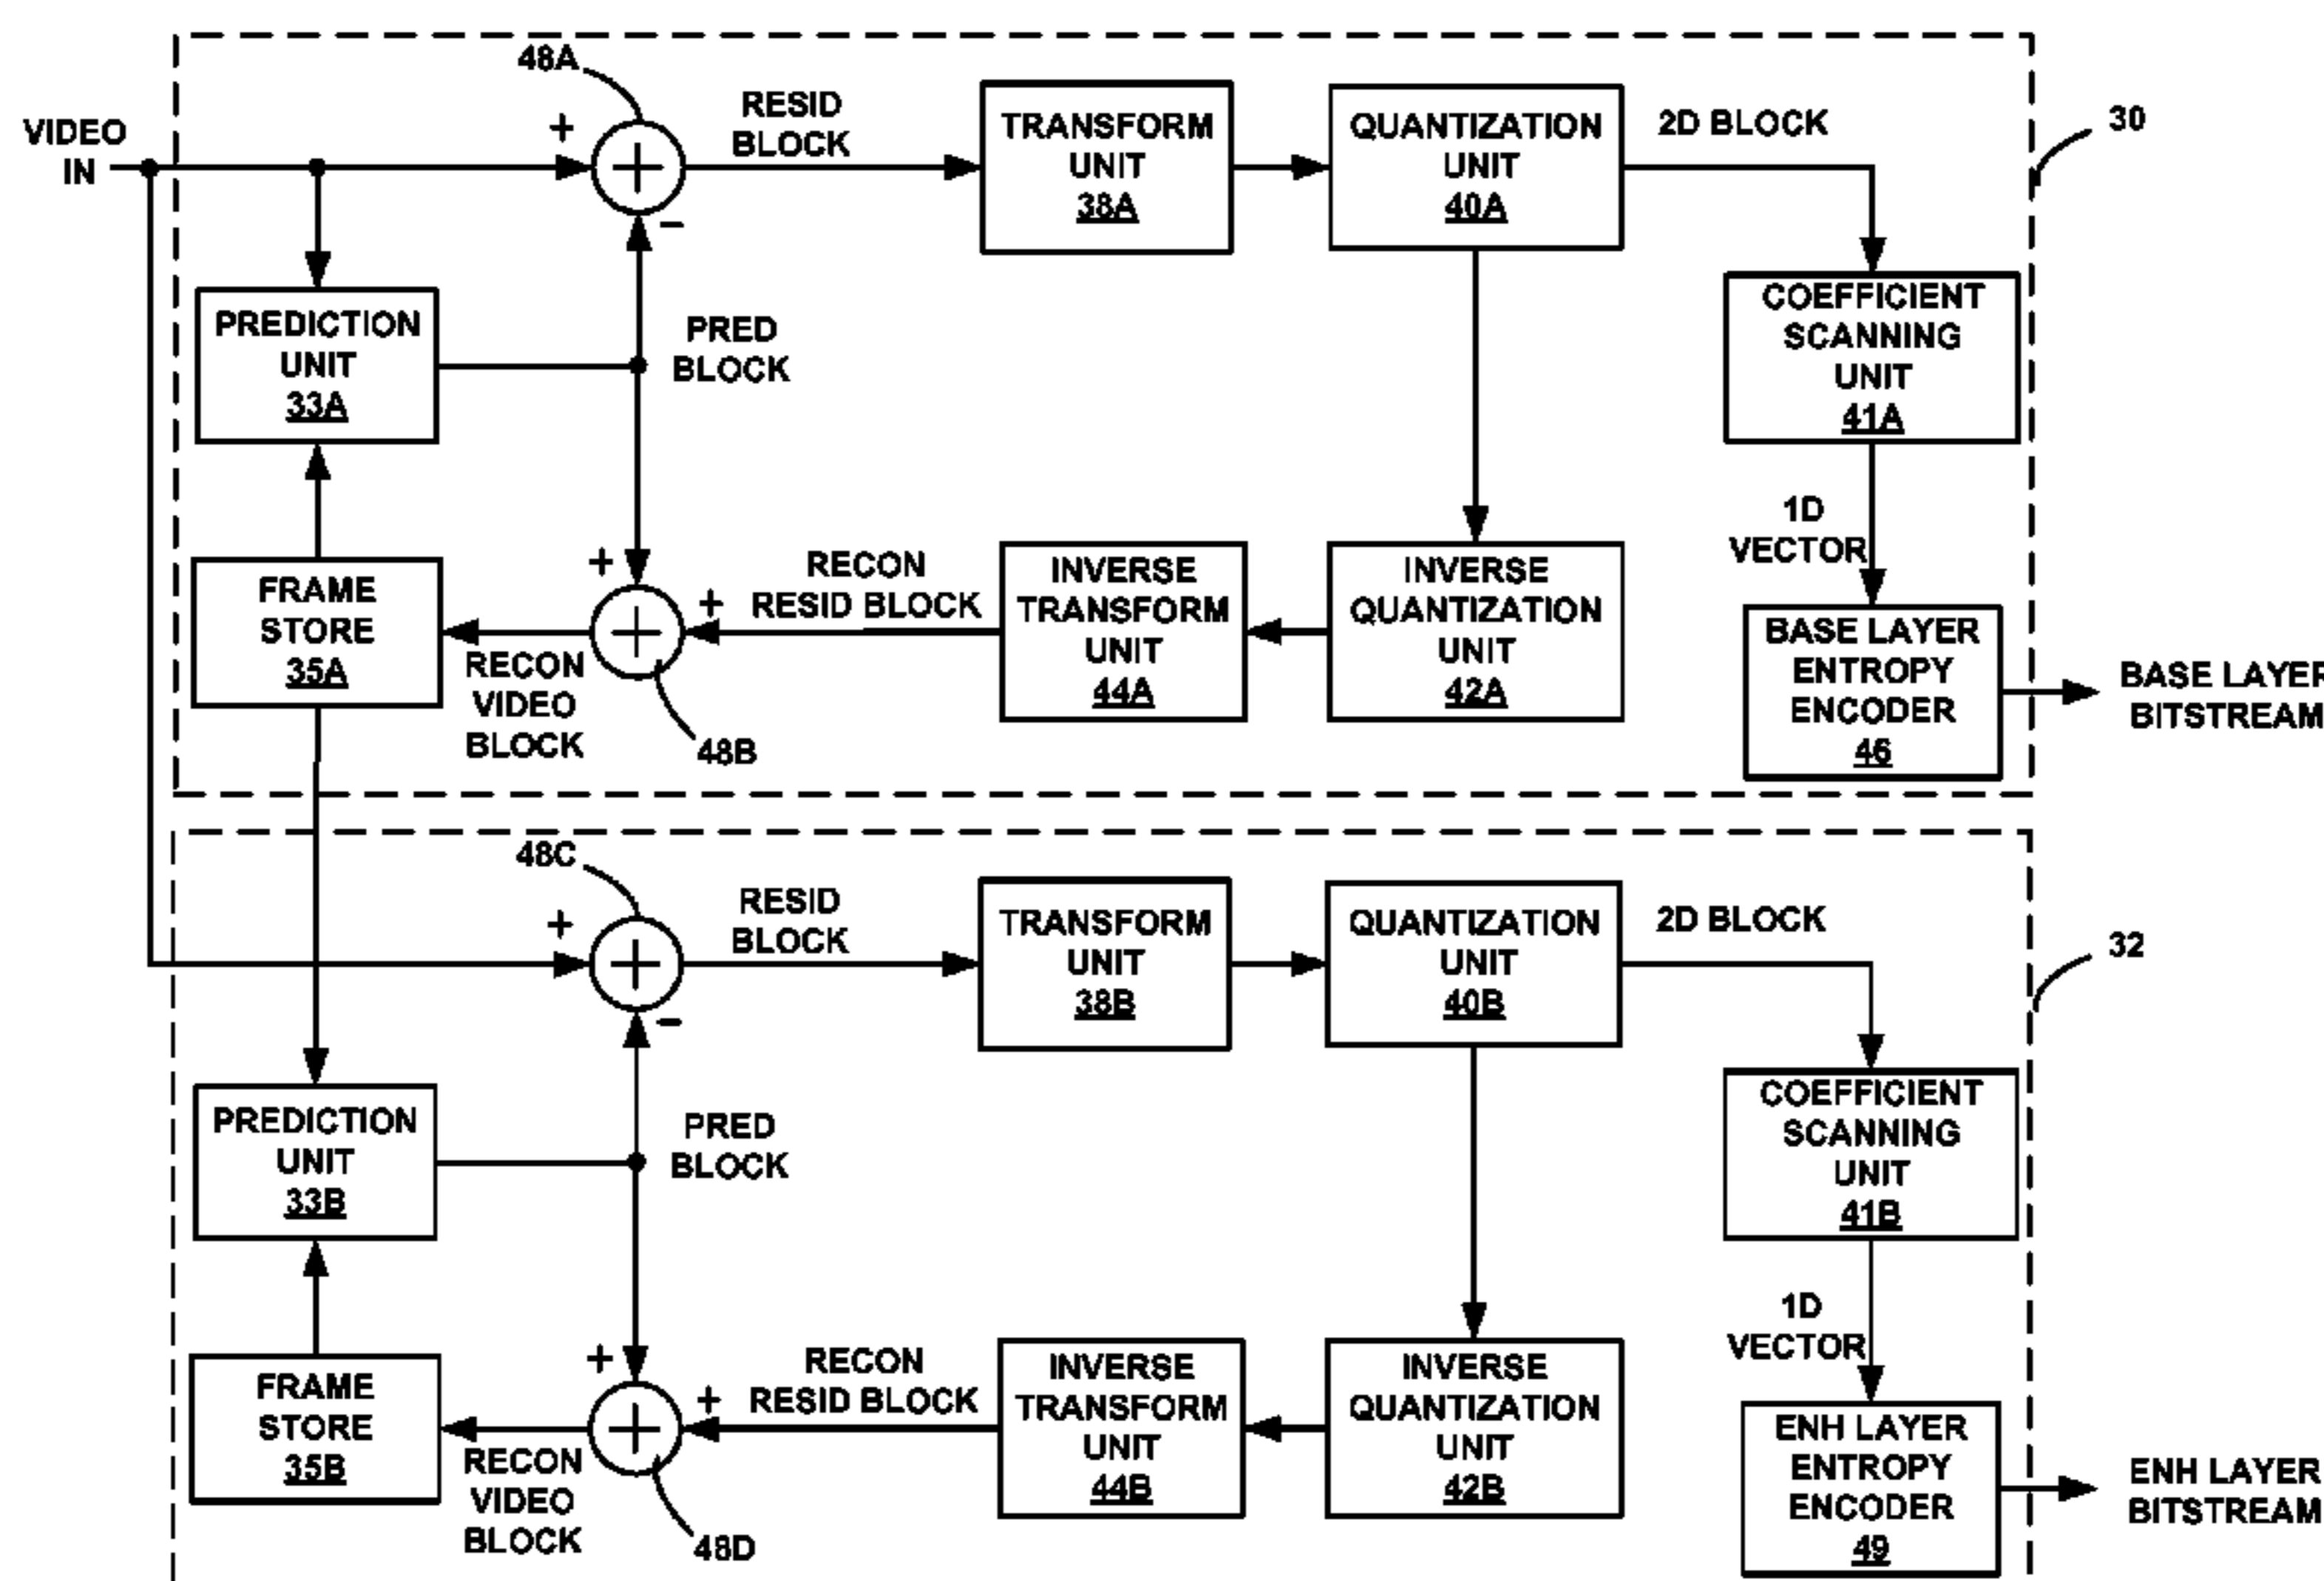 48A
VIDEO
IN
+
RESID
BLOCK
TRANSFORM
UNIT
38A
QUANTIZATION
UNIT
40A
2D BLOCK
30
−
PREDICTION
UNIT
33A
PRED
BLOCK
COEFFICIENT
SCANNING
UNIT
41A
1D
VECTOR
FRAME
STORE
35A
+
+
RECON
RESID BLOCK
INVERSE
TRANSFORM
UNIT
44A
INVERSE
QUANTIZATION
UNIT
42A
RECON
VIDEO
BLOCK
48B
BASE LAYER
ENTROPY
ENCODER
46
BASE LAYER
BITSTREAM
48C
+
RESID
BLOCK
TRANSFORM
UNIT
38B
QUANTIZATION
UNIT
40B
2D BLOCK
32
−
PREDICTION
UNIT
33B
PRED
BLOCK
COEFFICIENT
SCANNING
UNIT
41B
1D
VECTOR
FRAME
STORE
35B
+
+
RECON
RESID BLOCK
INVERSE
TRANSFORM
UNIT
44B
INVERSE
QUANTIZATION
UNIT
42B
RECON
VIDEO
BLOCK
48D
ENH LAYER
ENTROPY
ENCODER
49
ENH LAYER
BITSTREAM